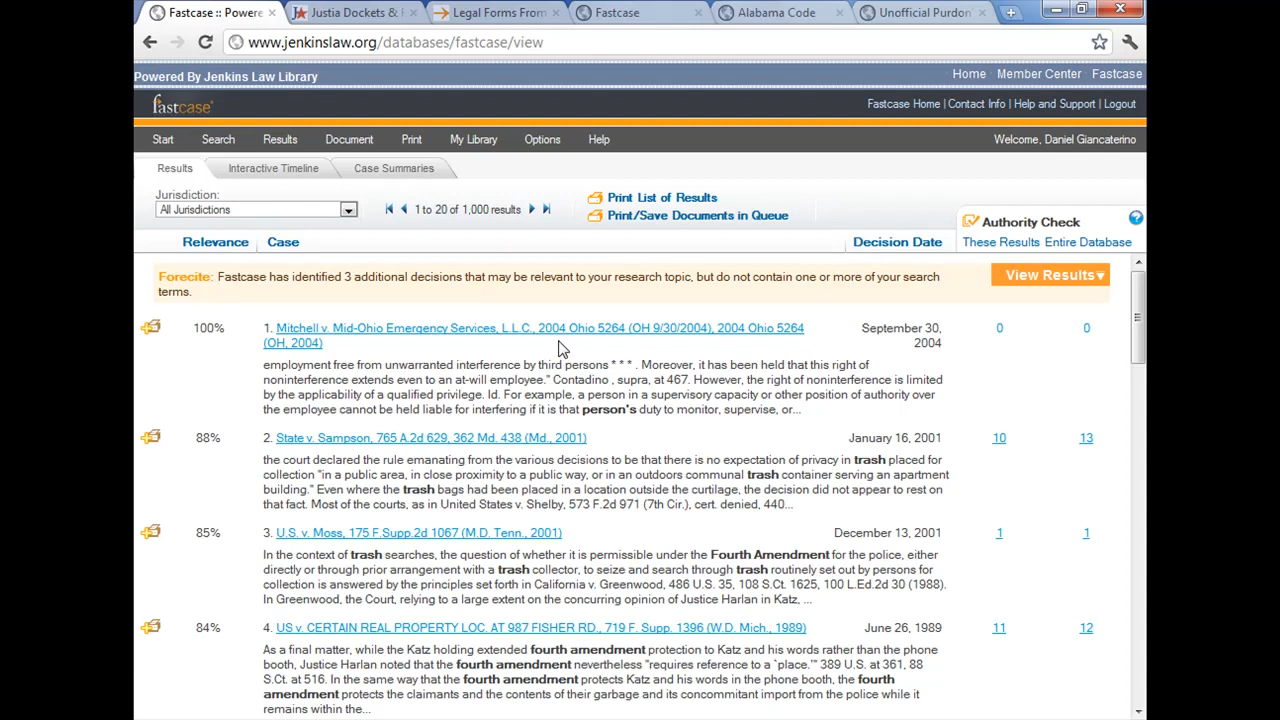 Fastcase :: Powere
Justia Dockets &
Legal Forms From
Fastcase
Alabama Code
Unofficial Purdon
www.jenkinslaw.org/databases/fastcase/view
Powered By Jenkins Law Library
Home Member Center Fastcase
fastcase
Fastcase Home | Contact Info | Help and Support | Logout
Start Search Results Document Print My Library Options Help Welcome, Daniel Giancaterino
Results Interactive Timeline Case Summaries
Jurisdiction:
All Jurisdictions
1 to 20 of 1,000 results
Print List of Results
Print/Save Documents in Queue
Authority Check
These Results Entire Database
Relevance Case Decision Date
Forecite: Fastcase has identified 3 additional decisions that may be relevant to your research topic, but do not contain one or more of your search
terms.
View Results
100% 1. Mitchell v. Mid-Ohio Emergency Services, L.L.C., 2004 Ohio 5264 (OH 9/30/2004), 2004 Ohio 5264 September 30, 0 0
(OH, 2004) 2004
employment free from unwarranted interference by third persons * * * . Moreover, it has been held that this right of
noninterference extends even to an at-will employee." Contadino , supra, at 467. However, the right of noninterference is limited
by the applicability of a qualified privilege. Id. For example, a person in a supervisory capacity or other position of authority over
the employee cannot be held liable for interfering if it is that person's duty to monitor, supervise, or...
88% 2. State v. Sampson, 765 A.2d 629, 362 Md. 438 (Md., 2001) January 16, 2001 10 13
the court declared the rule emanating from the various decisions to be that there is no expectation of privacy in trash placed for
collection "in a public area, in close proximity to a public way, or in an outdoors communal trash container serving an apartment
building." Even where the trash bags had been placed in a location outside the curtilage, the decision did not appear to rest on
that fact. Most of the courts, as in United States v. Shelby, 573 F.2d 971 (7th Cir.), cert. denied, 440...
85% 3. U.S. v. Moss, 175 F.Supp.2d 1067 (M.D. Tenn., 2001) December 13, 2001 1 1
In the context of trash searches, the question of whether it is permissible under the Fourth Amendment for the police, either
directly or through prior arrangement with a trash collector, to seize and search through trash routinely set out by persons for
collection is answered by the principles set forth in California v. Greenwood, 486 U.S. 35, 108 S.Ct. 1625, 100 L.Ed.2d 30 (1988).
In Greenwood, the Court, relying to a large extent on the concurring opinion of Justice Harlan in Katz, ...
84% 4. US v. CERTAIN REAL PROPERTY LOC. AT 987 FISHER RD., 719 F. Supp. 1396 (W.D. Mich., 1989) June 26, 1989 11 12
As a final matter, while the Katz holding extended fourth amendment protection to Katz and his words rather than the phone
booth, Justice Harlan noted that the fourth amendment nevertheless "requires reference to a `place.'" 389 U.S. at 361, 88
S.Ct. at 516. In the same way that the fourth amendment protects Katz and his words in the phone booth, the fourth
amendment protects the claimants and the contents of their garbage and its concommitant import from the police while it
remains within the...